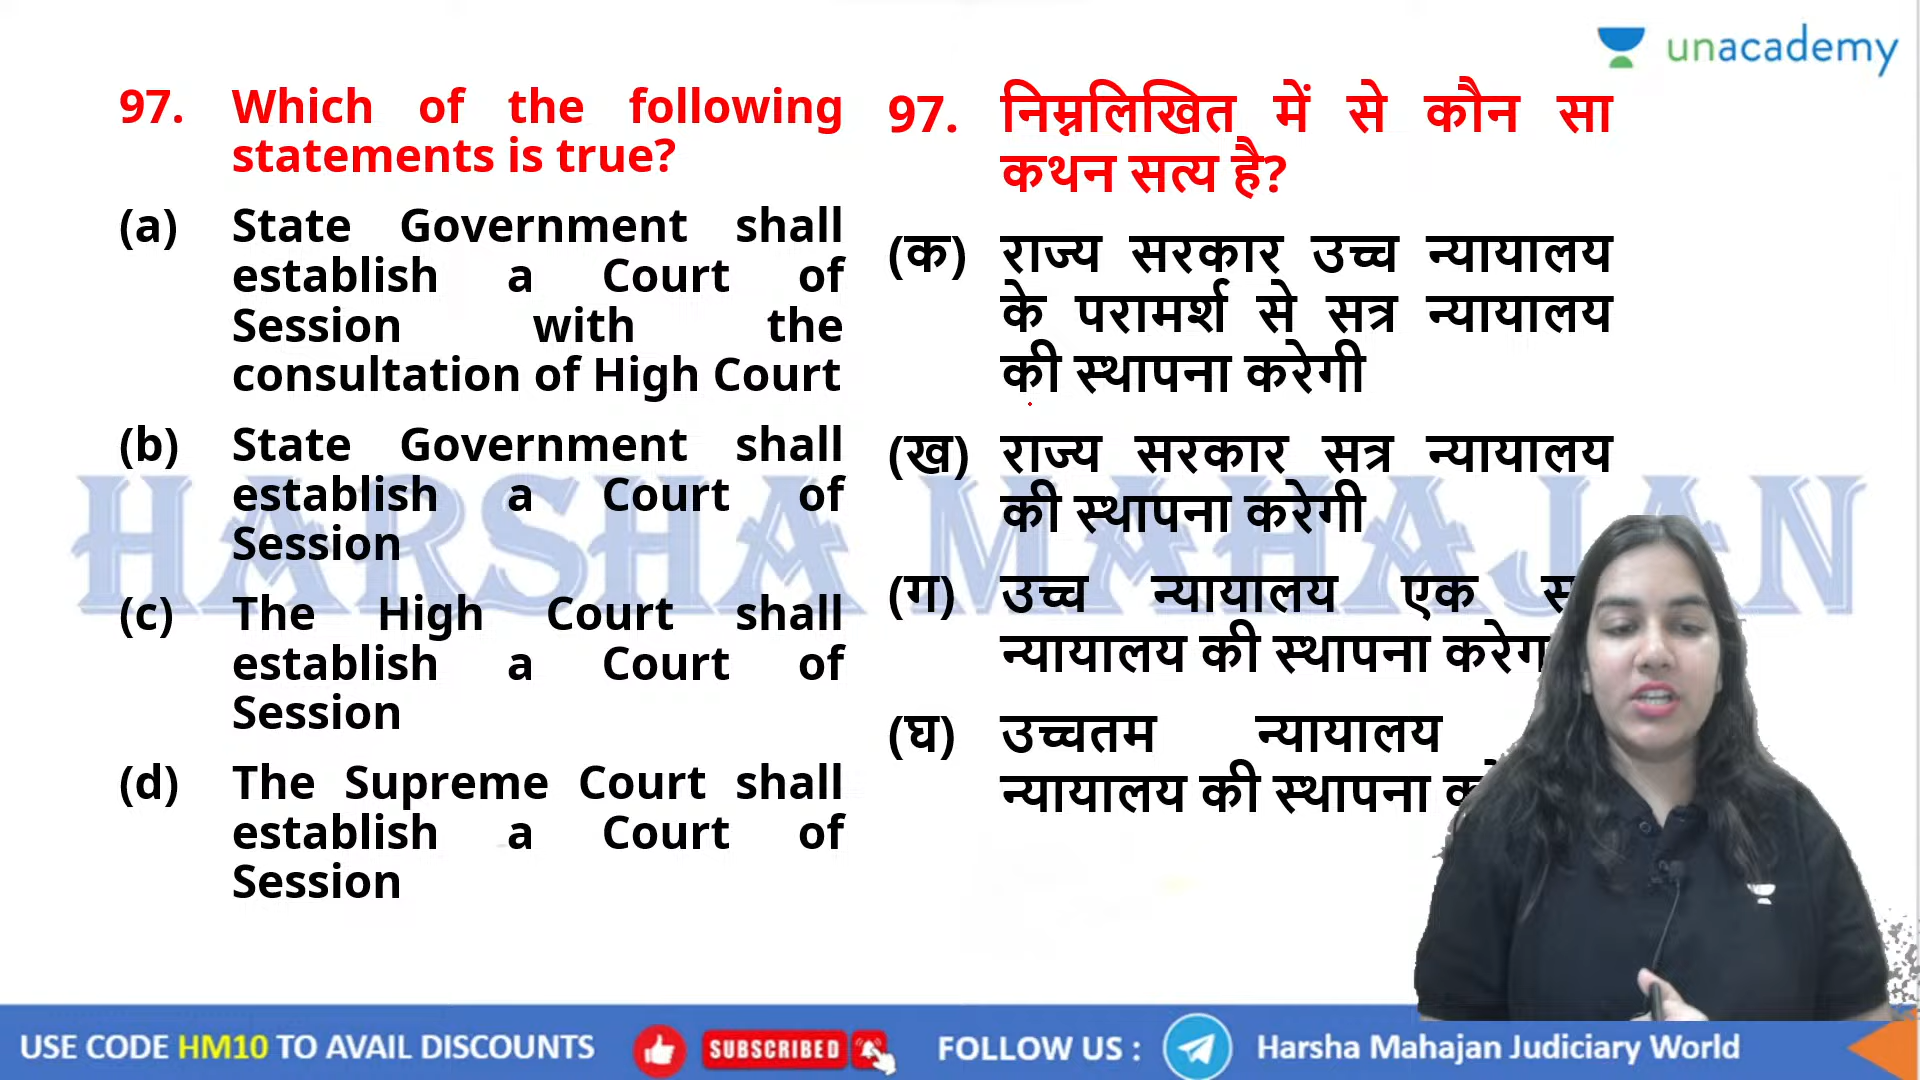 unacademy
97. Which of the following
statements is true?
(a) State Government shall
establish a Court of
Session with the
consultation of High Court
(b) State Government shall
establish a Court of
Session
(c) The High Court shall
establish a Court of
Session
(d) The Supreme Court shall
establish a Court of
Session
97. निम्नलिखित में से कौन सा
कथन सत्य है?
(क) राज्य सरकार उच्च न्यायालय
के परामर्श से सत्र न्यायालय
की स्थापना करेगी
(ख) राज्य सरकार सत्र न्यायालय
की स्थापना करेगी
(ग) उच्च न्यायालय एक
न्यायालय की स्थापना
(घ) उच्चतम न्यायालय
न्यायालय की स्थापना
HARSHA MAHAJAN
USE CODE HM10 TO AVAIL DISCOUNTS
SUBSCRIBED
FOLLOW US :
Harsha Mahajan Judiciary World